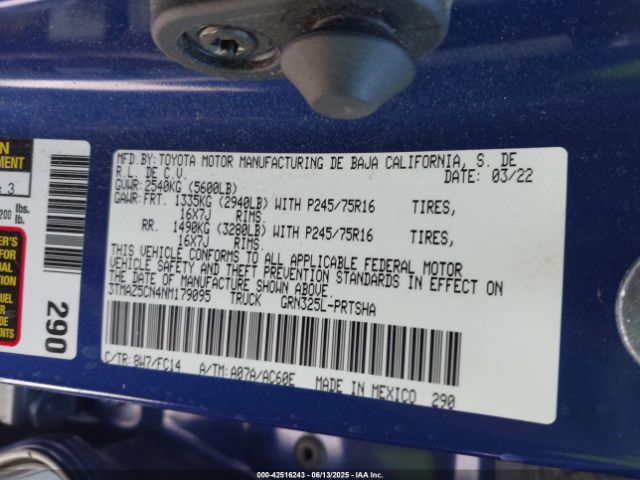 MFD. BY: TOYOTA MOTOR MANUFACTURING DE BAJA CALIFORNIA, S. DE
R.L. DE C.V. DATE: 03/22
GVWR: 2540KG (5600LB)
GAWR: FRT. 1335KG (2940LB) WITH P245/75R16 TIRES,
16X7J RIMS.
RR. 1490KG (3280LB) WITH P245/75R16 TIRES,
16X7J RIMS.
THIS VEHICLE CONFORMS TO ALL APPLICABLE FEDERAL MOTOR
VEHICLE SAFETY AND THEFT PREVENTION STANDARDS IN EFFECT ON
THE DATE OF MANUFACTURE SHOWN ABOVE.
3TMAZ5CN4NM179095 TRUCK GRN325L-PRTSHA
C/TR: 8W7/FC14 A/TM: A07A/AC60E MADE IN MEXICO 290
3
200 lbs.
kg.
290
000-42516243 - 06/13/2025 - IAA Inc.